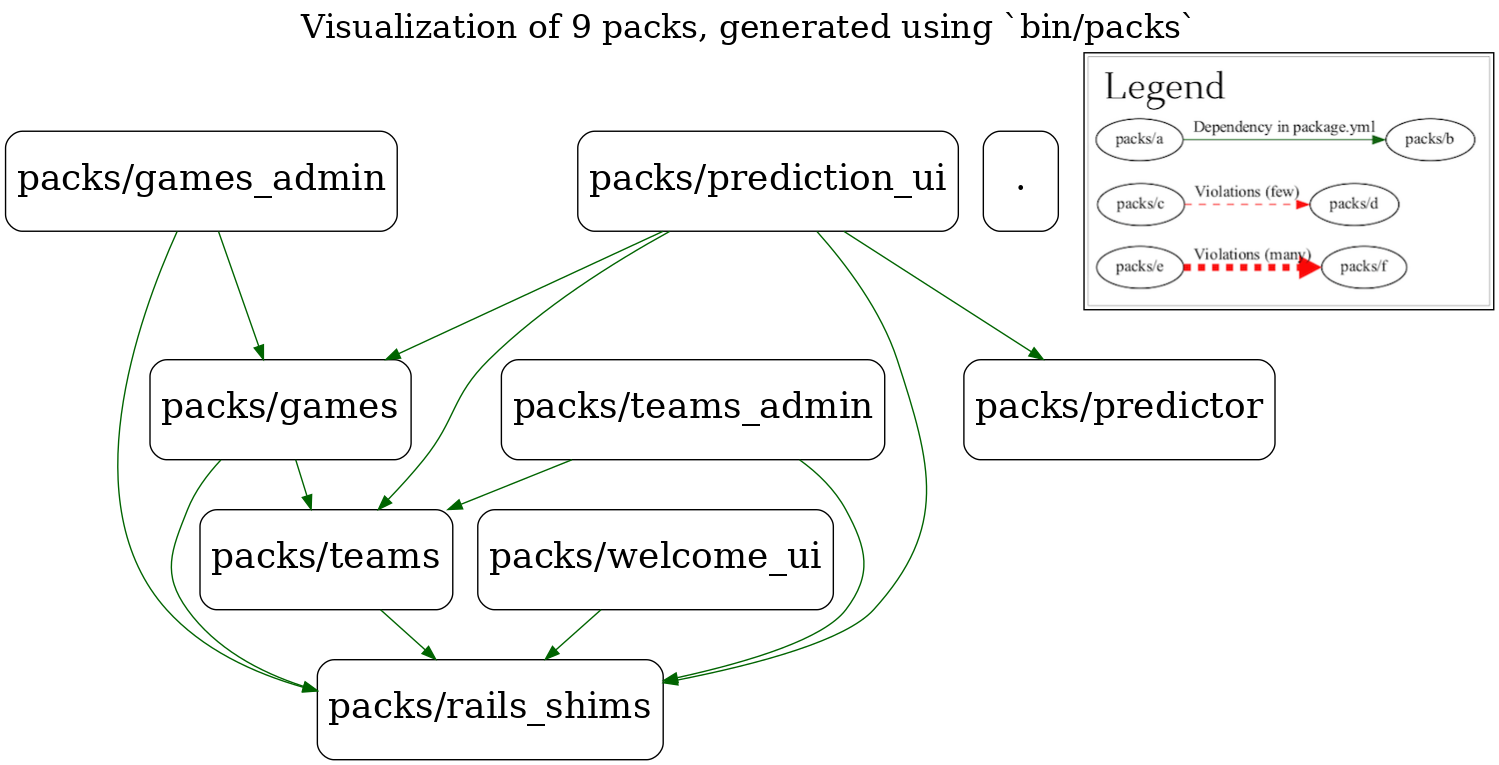 Visualization of 9 packs, generated using `bin/packs`
Legend
packs/a
Dependency in package.yml
packs/b
packs/c
Violations (few)
packs/d
packs/e
Violations (many)
packs/f
packs/games_admin
packs/prediction_ui
.
packs/games
packs/teams_admin
packs/predictor
packs/teams
packs/welcome_ui
packs/rails_shims